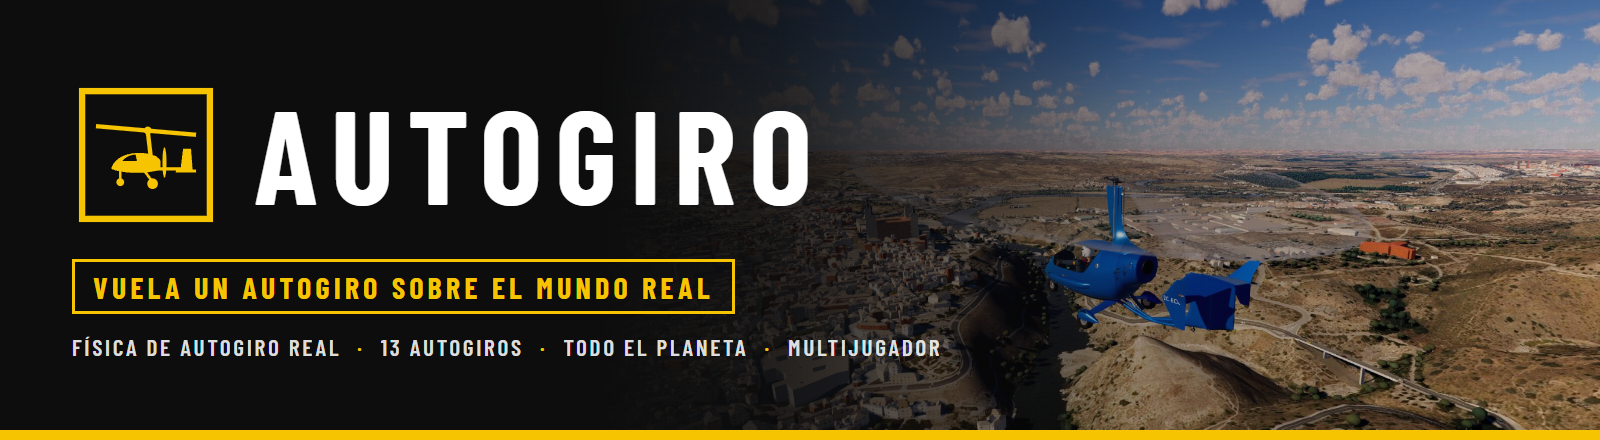 AUTOGIRO
VUELA UN AUTOGIRO SOBRE EL MUNDO REAL
FÍSICA DE AUTOGIRO REAL · 13 AUTOGIROS · TODO EL PLANETA · MULTIJUGADOR